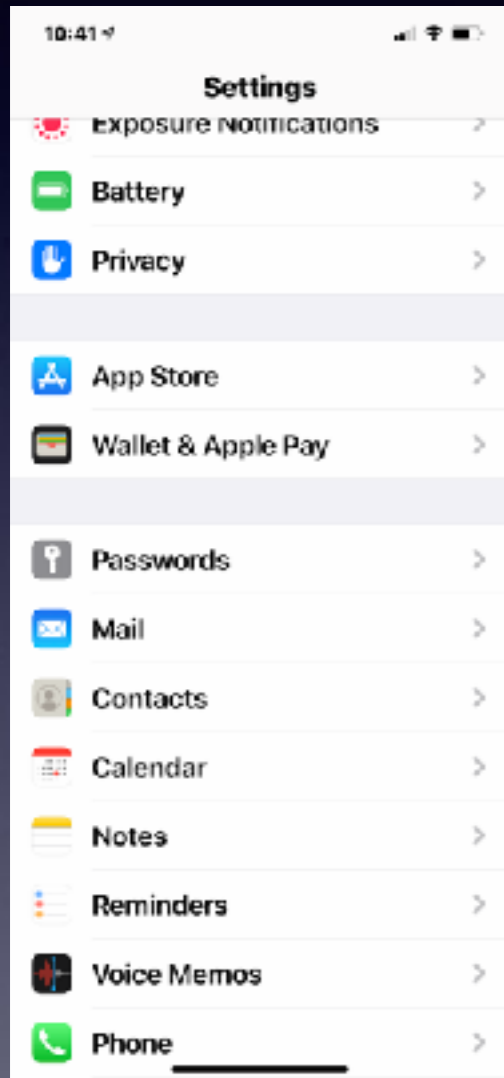 10:41
Settings
Exposure Notifications
Battery
Privacy
App Store
Wallet & Apple Pay
Passwords
Mail
Contacts
Calendar
Notes
Reminders
Voice Memos
Phone